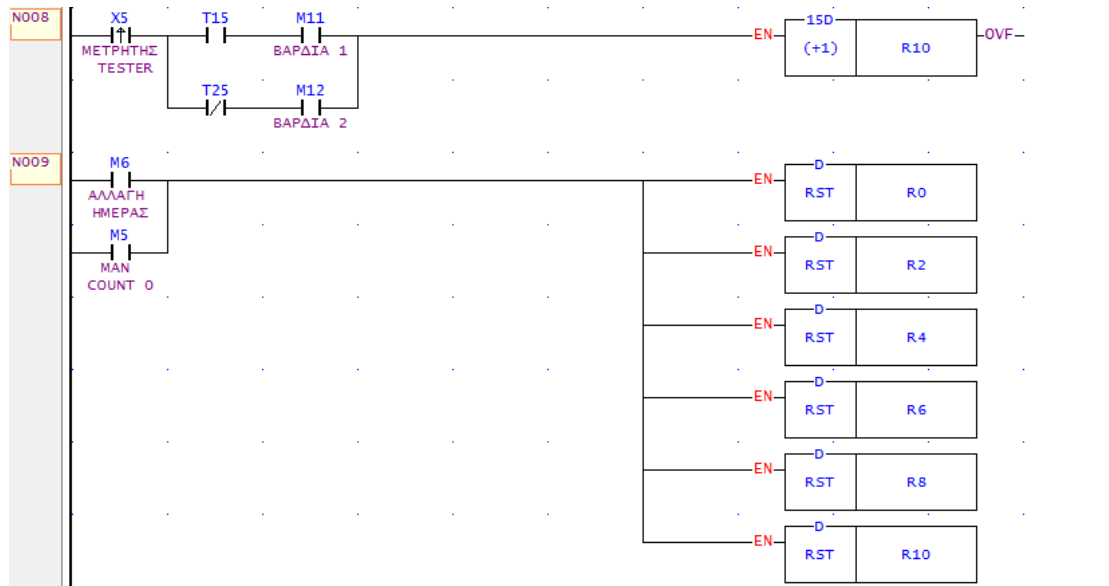 N008
X5 T15 M11
15D
EN (+1) R10 OVF
ΜΕΤΡΗΤΗΣ ΒΑΡΔΙΑ 1
TESTER
T25 M12
ΒΑΡΔΙΑ 2
N009
M6
D
EN RST R0
ΑΛΛΑΓΗ
ΗΜΕΡΑΣ
M5
D
EN RST R2
MAN
COUNT 0
D
EN RST R4
D
EN RST R6
D
EN RST R8
D
EN RST R10